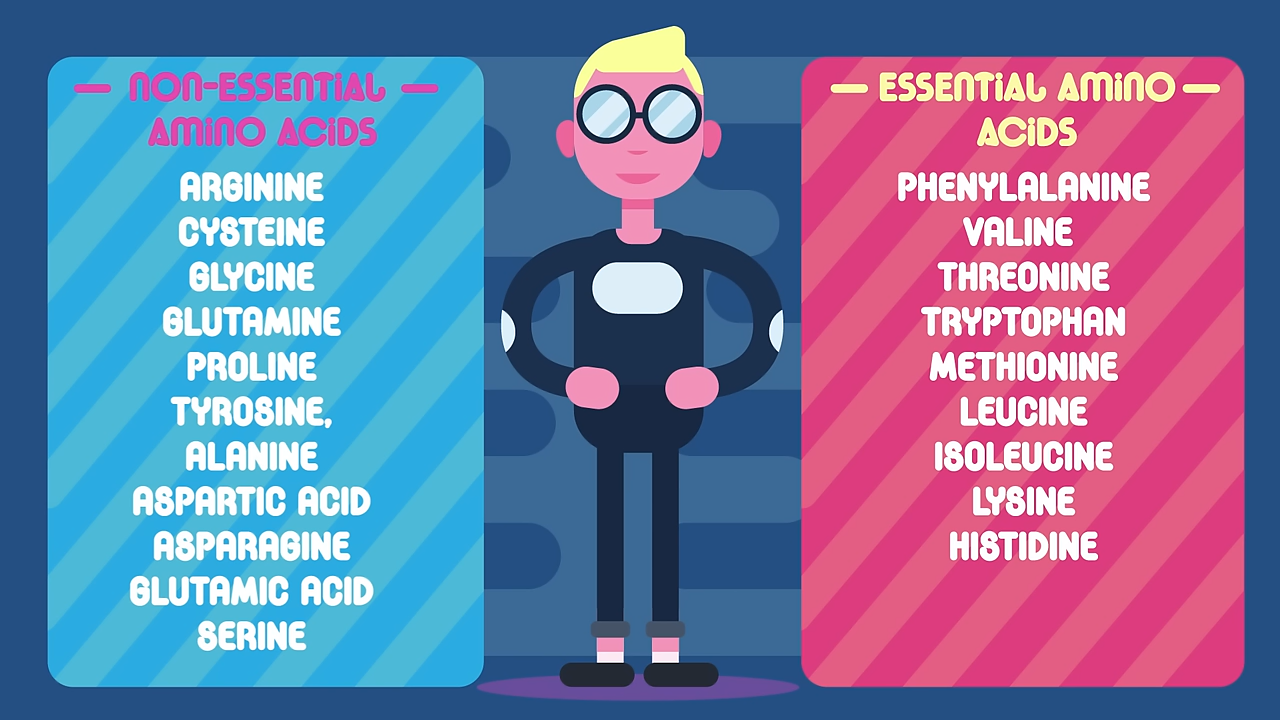 NON-ESSENTIAL
AMINO ACIDS
ARGININE
CYSTEINE
GLYCINE
GLUTAMINE
PROLINE
TYROSINE,
ALANINE
ASPARTIC ACID
ASPARAGINE
GLUTAMIC ACID
SERINE
ESSENTIAL AMINO
ACIDS
PHENYLALANINE
VALINE
THREONINE
TRYPTOPHAN
METHIONINE
LEUCINE
ISOLEUCINE
LYSINE
HISTIDINE